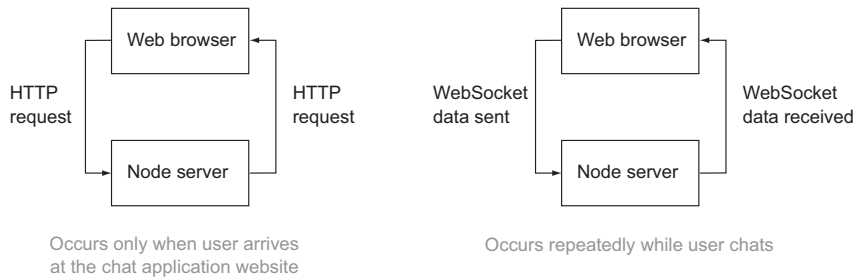 Web browser
HTTP
request
HTTP
request
Node server
Occurs only when user arrives
at the chat application website
Web browser
WebSocket
data sent
WebSocket
data received
Node server
Occurs repeatedly while user chats